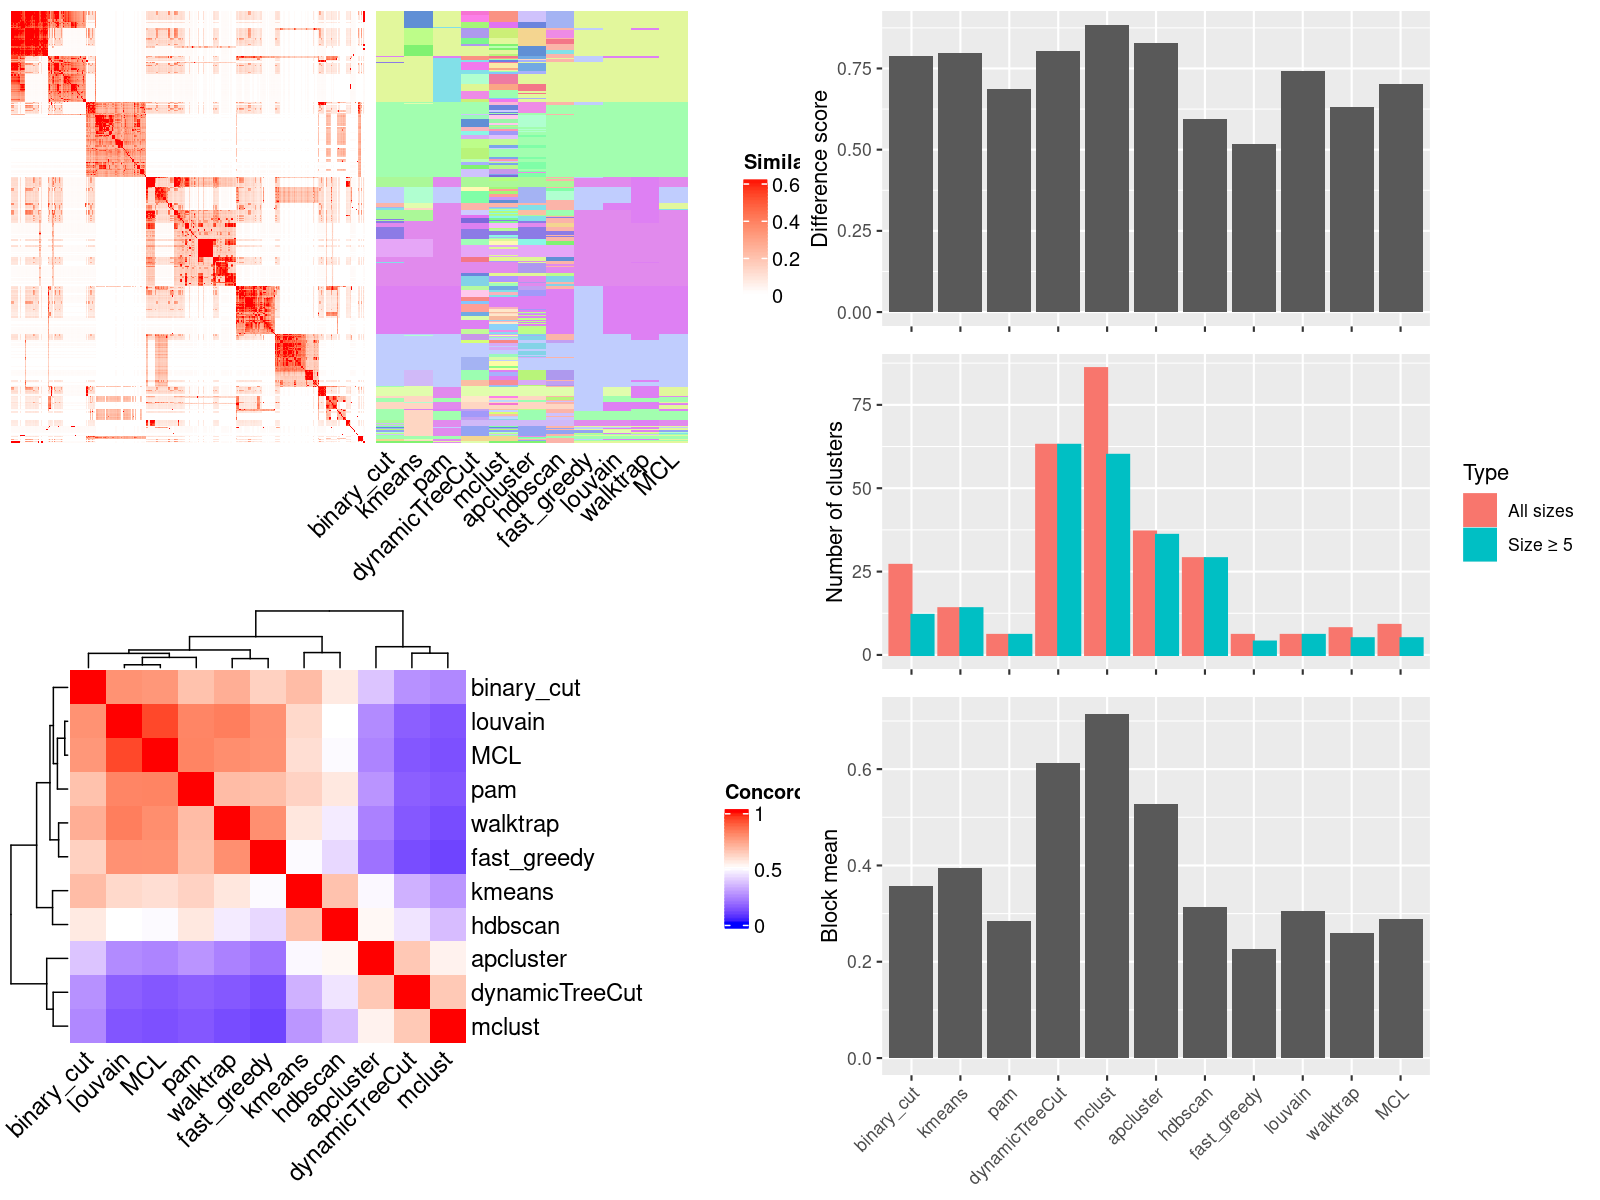 Simila
0.6
0.4
0.2
0
binary_cut
kmeans
pam
dynamicTreeCut
mclust
apcluster
hdbscan
fast_greedy
louvain
walktrap
MCL
binary_cut
louvain
MCL
pam
walktrap
fast_greedy
kmeans
hdbscan
apcluster
dynamicTreeCut
mclust
Concord
1
0.5
0
binary_cut
louvain
MCL
pam
walktrap
fast_greedy
kmeans
hdbscan
apcluster
dynamicTreeCut
mclust
Difference score
0.75
0.50
0.25
0.00
Number of clusters
75
50
25
0
Type
All sizes
Size ≥ 5
Block mean
0.6
0.4
0.2
0.0
binary_cut
kmeans
pam
dynamicTreeCut
mclust
apcluster
hdbscan
fast_greedy
louvain
walktrap
MCL